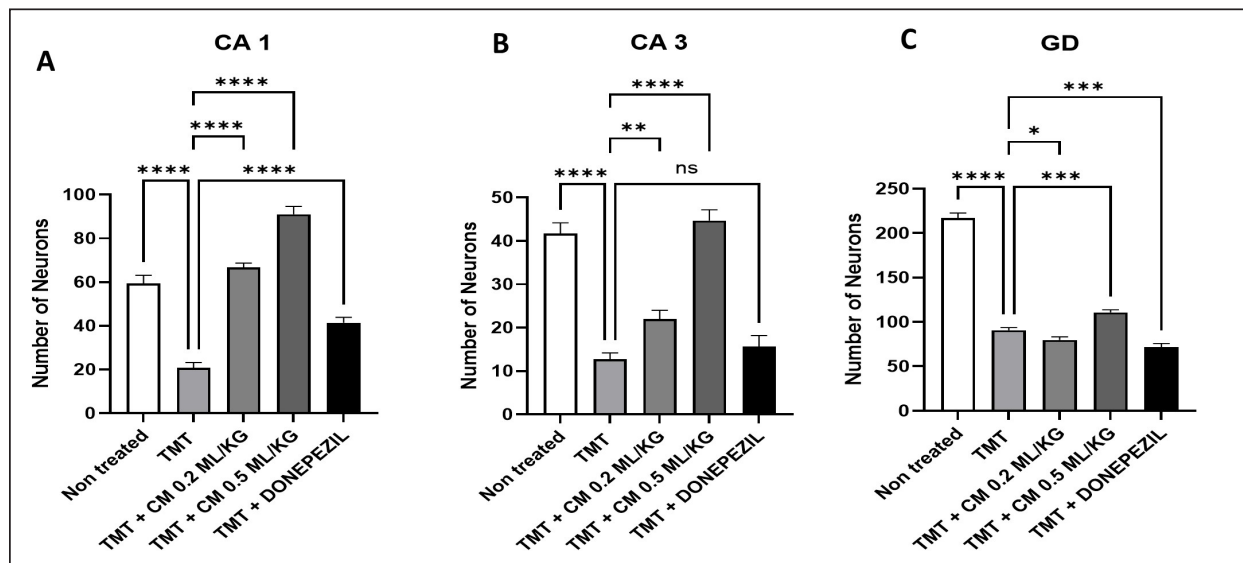 A
CA 1
****
****
****
****
Number of Neurons
100
80
60
40
20
0
Non treated
TMT
TMT + CM 0.2 ML/KG
TMT + CM 0.5 ML/KG
TMT + DONEPEZIL
B
CA 3
****
**
****
ns
Number of Neurons
50
40
30
20
10
0
Non treated
TMT
TMT + CM 0.2 ML/KG
TMT + CM 0.5 ML/KG
TMT + DONEPEZIL
C
GD
***
*
****
***
Number of Neurons
250
200
150
100
50
0
Non treated
TMT
TMT + CM 0.2 ML/KG
TMT + CM 0.5 ML/KG
TMT + DONEPEZIL